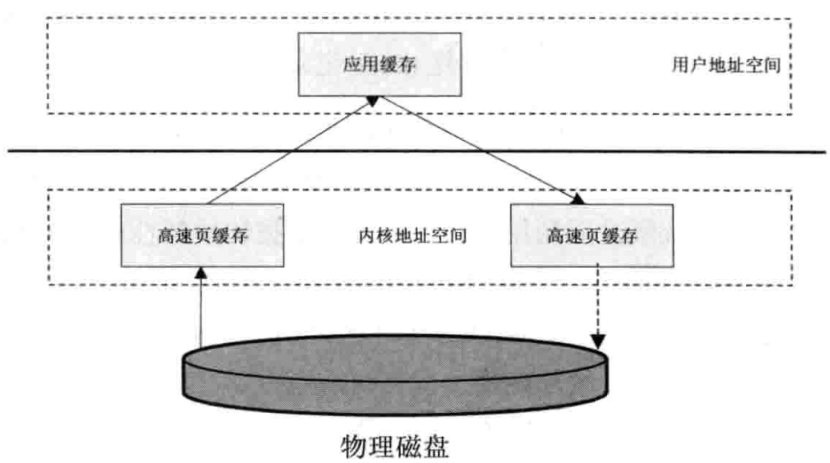 应用缓存
用户地址空间
高速页缓存
内核地址空间
高速页缓存
物理磁盘